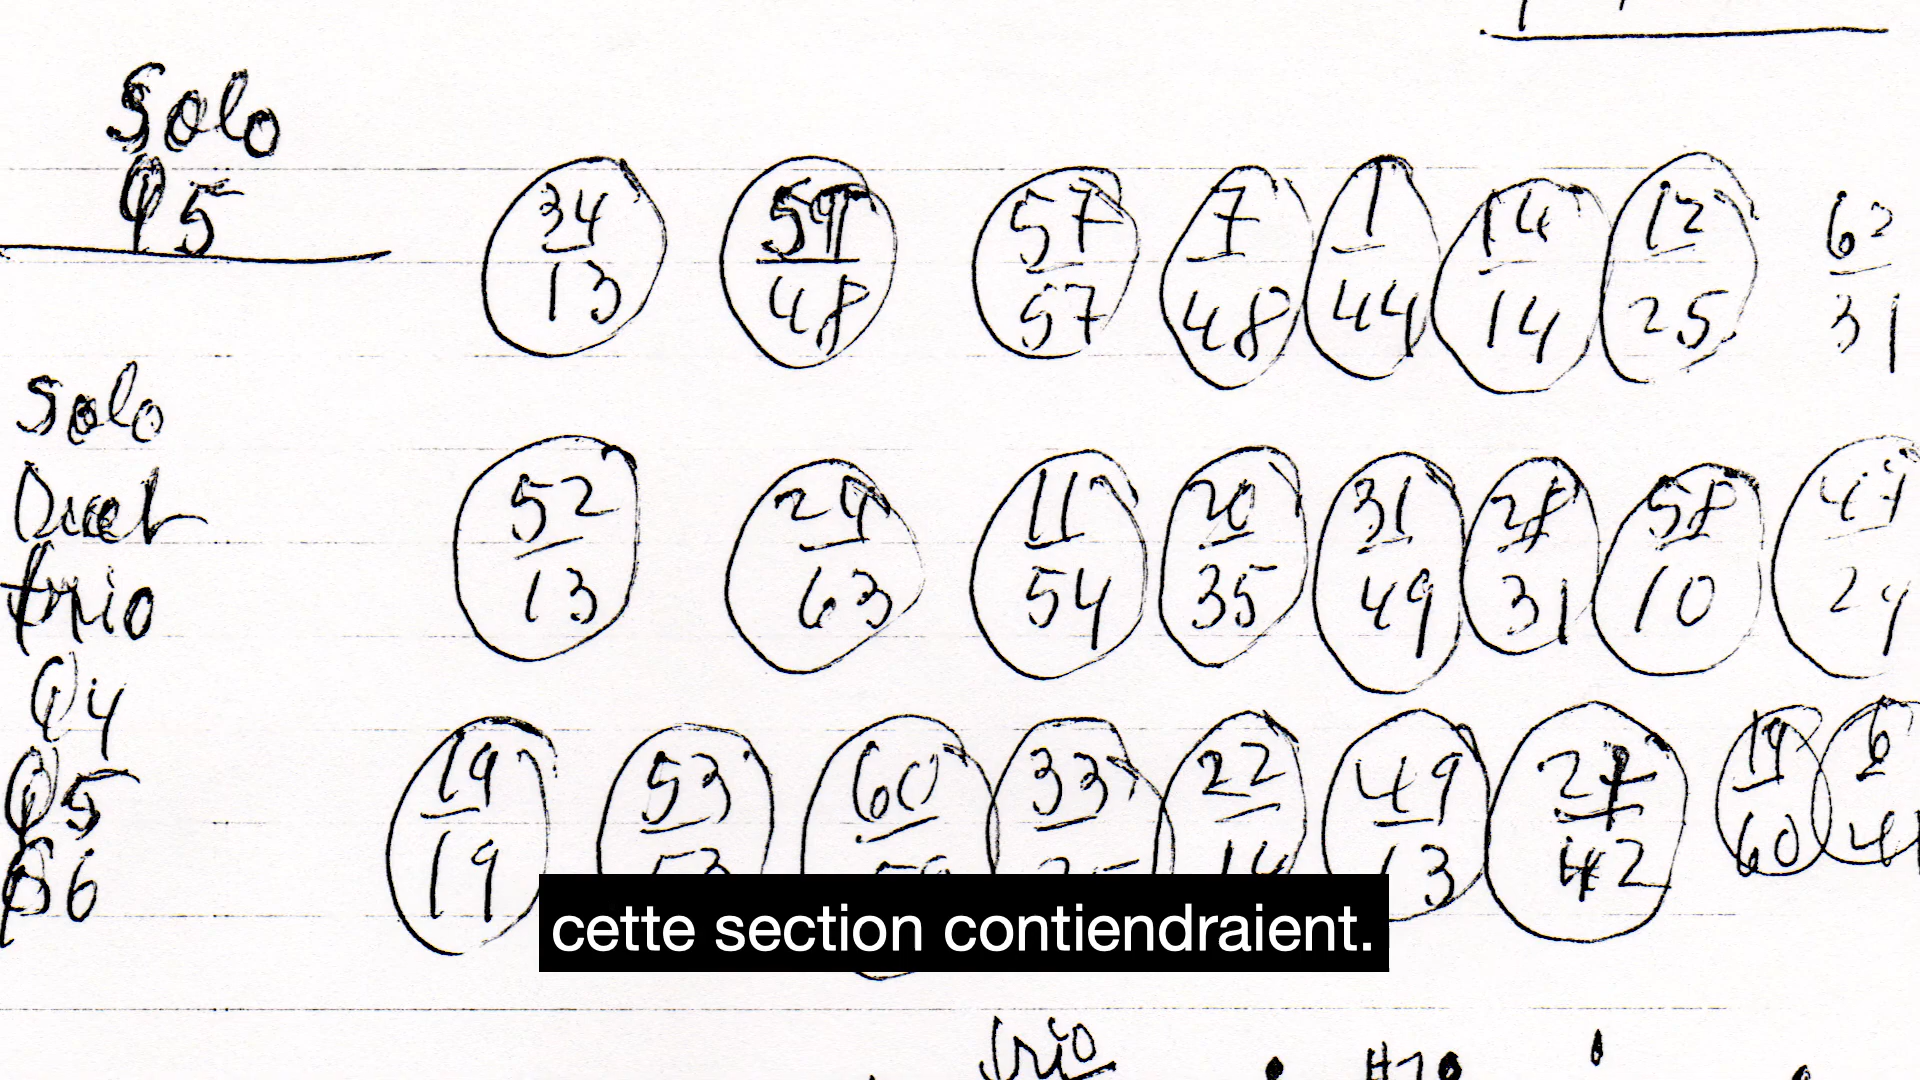 Solo
Q5
34 59 57 7 1 14 12 62
13 48 57 48 44 14 25 31
Solo
Duet
52 11 20 31 28 58
trio
13 63 54 35 49 31 10 24
Q4
19 53 60 33 22 49 19 6
Q5
19 13 42 60
Q6
cette section contiendraient.
trio